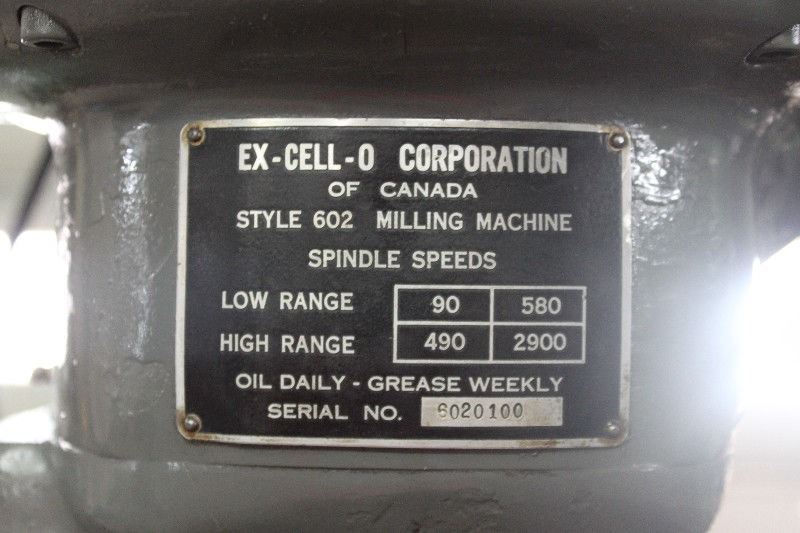 EX-CELL-O CORPORATION
OF CANADA
STYLE 602 MILLING MACHINE
SPINDLE SPEEDS
LOW RANGE 90 580
HIGH RANGE 490 2900
OIL DAILY - GREASE WEEKLY
SERIAL NO. 6020100